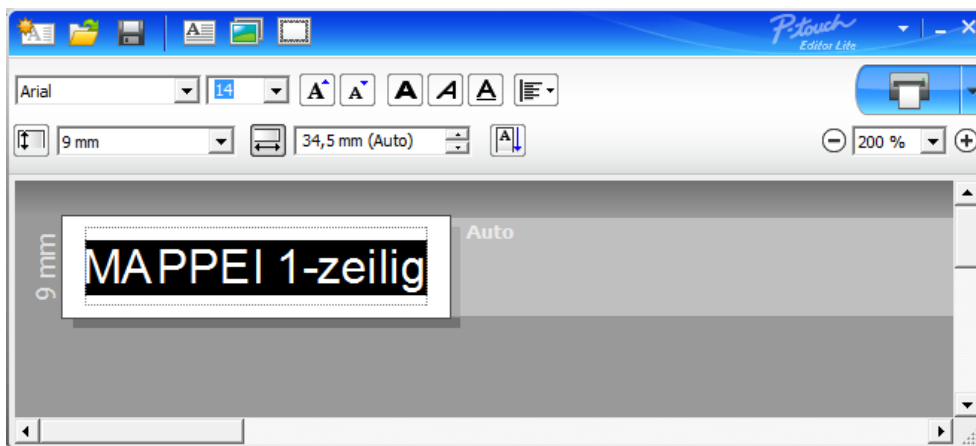 P-touch
Editor Lite
Arial
14
A A A A A
9 mm
34,5 mm (Auto)
A
200 %
9 mm
MAPPEI 1-zeilig
Auto